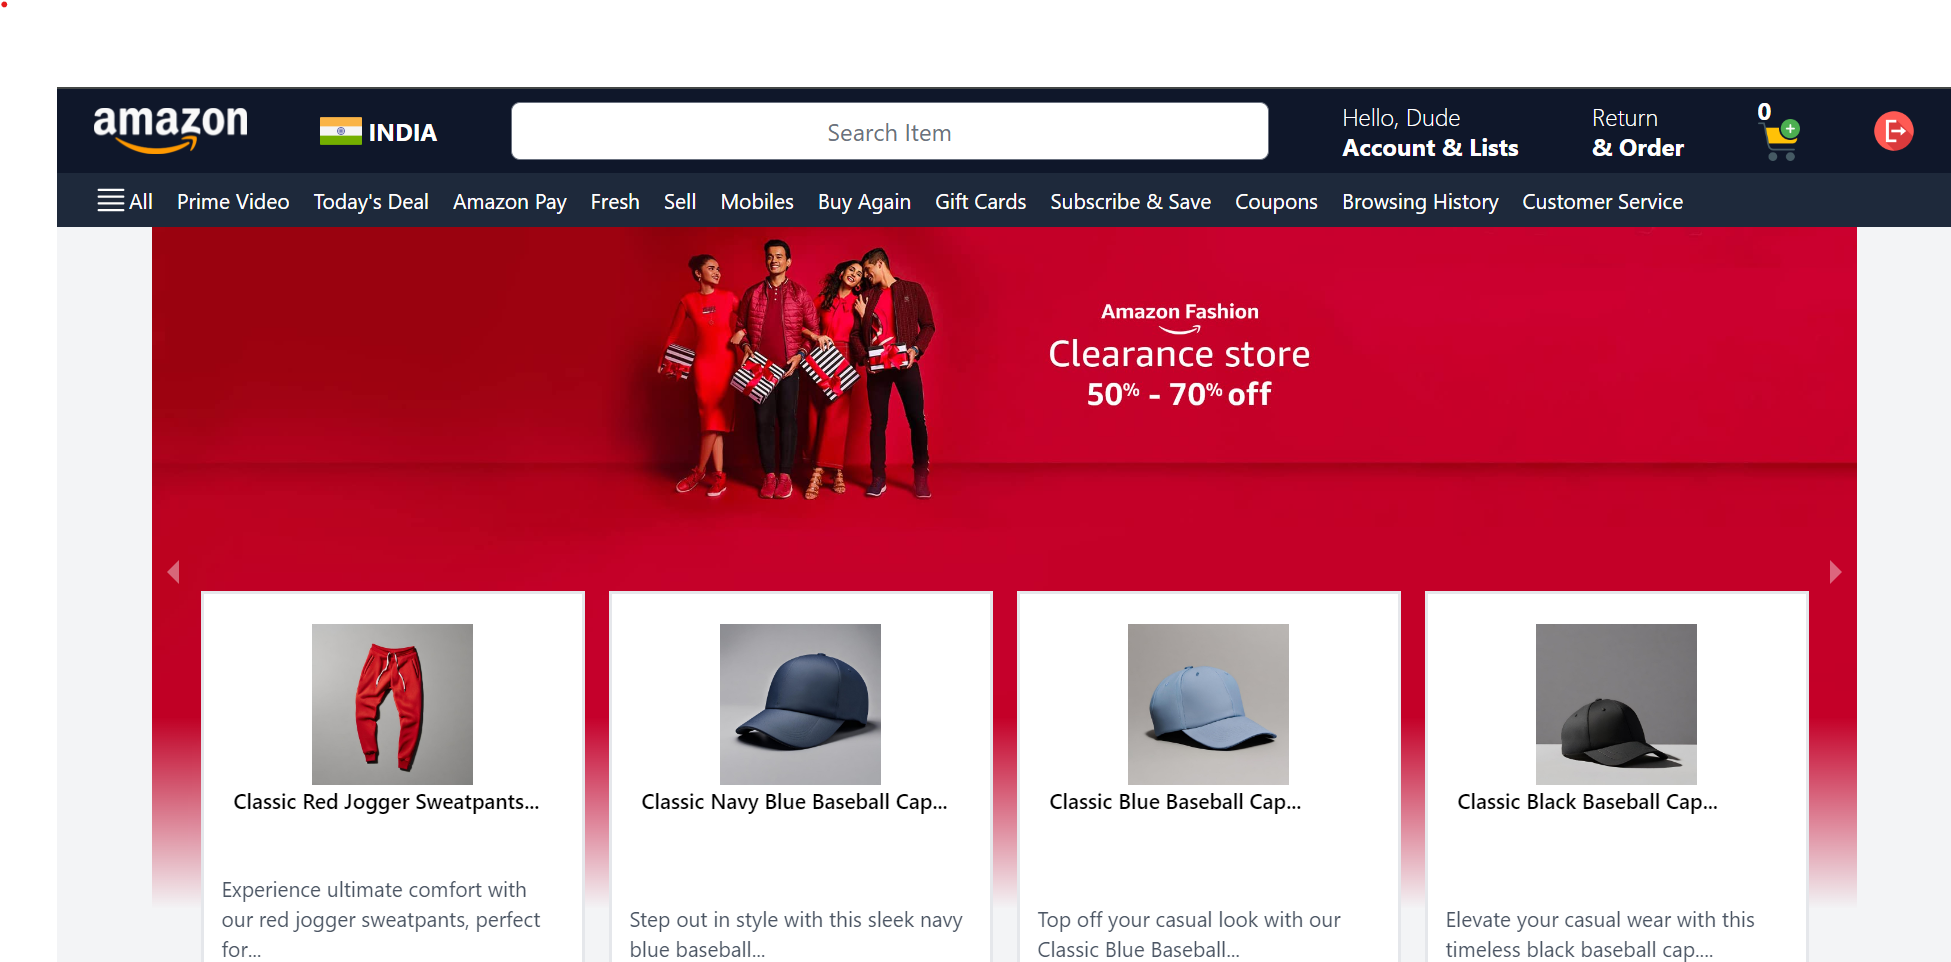 amazon
INDIA
Search Item
Hello, Dude
Account & Lists
Return
& Order
0
All Prime Video Today's Deal Amazon Pay Fresh Sell Mobiles Buy Again Gift Cards Subscribe & Save Coupons Browsing History Customer Service
Amazon Fashion
Clearance store
50% - 70% off
Classic Red Jogger Sweatpants...
Experience ultimate comfort with
our red jogger sweatpants, perfect
for...
Classic Navy Blue Baseball Cap...
Step out in style with this sleek navy
blue baseball...
Classic Blue Baseball Cap...
Top off your casual look with our
Classic Blue Baseball...
Classic Black Baseball Cap...
Elevate your casual wear with this
timeless black baseball cap....